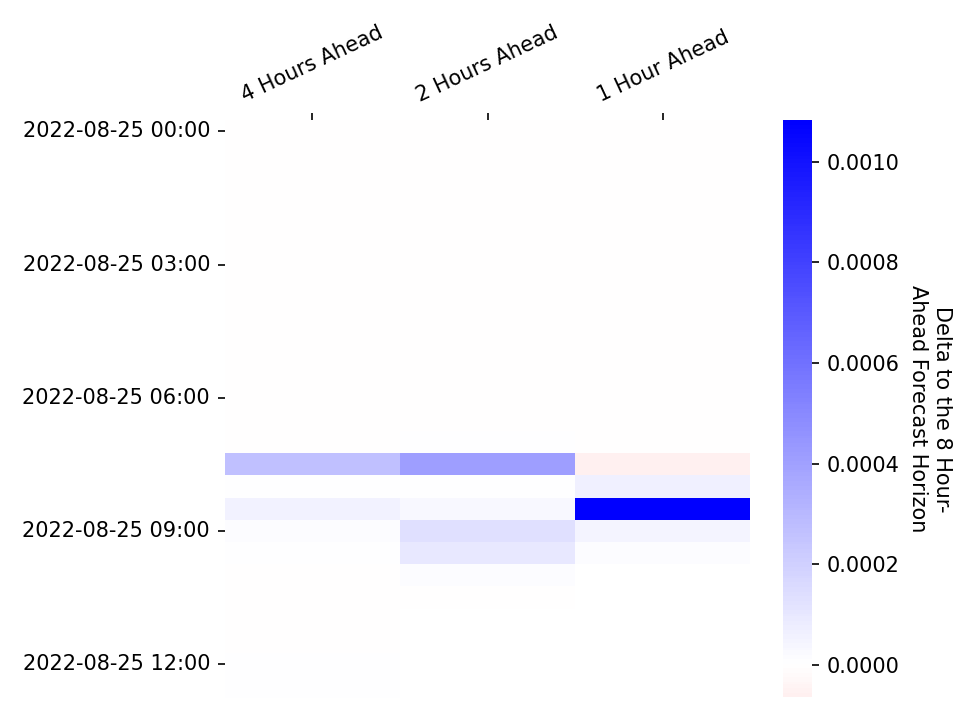 4 Hours Ahead
2 Hours Ahead
1 Hour Ahead
2022-08-25 00:00
2022-08-25 03:00
2022-08-25 06:00
2022-08-25 09:00
2022-08-25 12:00
0.0010
0.0008
0.0006
0.0004
0.0002
0.0000
Delta to the 8 Hour-
Ahead Forecast Horizon